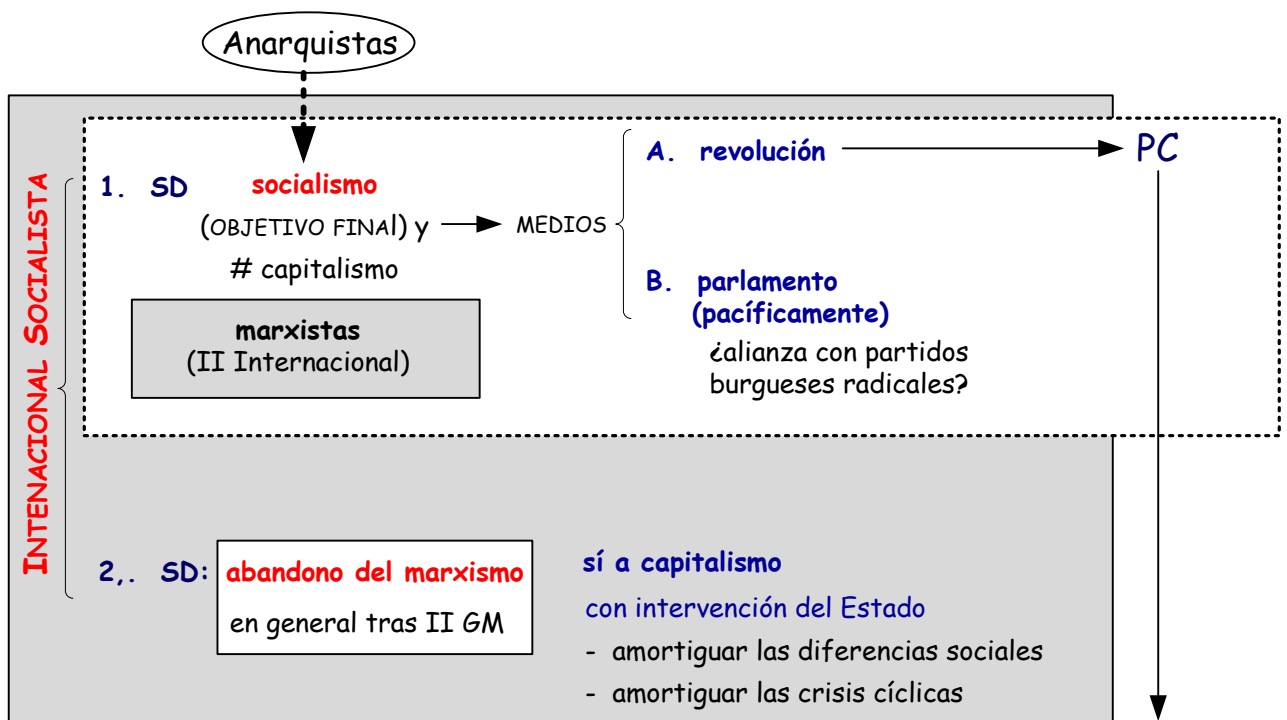 Anarquistas
INTENACIONAL SOCIALISTA
1. SD socialismo
(OBJETIVO FINAl) y
# capitalismo
marxistas
(II Internacional)
MEDIOS
A. revolución
PC
B. parlamento
(pacíficamente)
¿alianza con partidos
burgueses radicales?
2,. SD: abandono del marxismo
en general tras II GM
sí a capitalismo
con intervención del Estado
- amortiguar las diferencias sociales
- amortiguar las crisis cíclicas